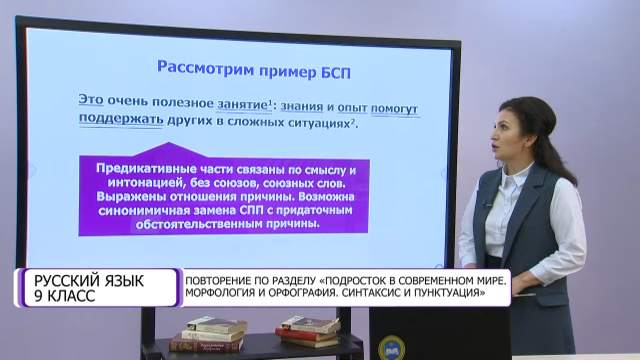 Рассмотрим пример БСП
Это очень полезное занятие¹: знания и опыт помогут
поддержать других в сложных ситуациях².
Предикативные части связаны по смыслу и
интонацией, без союзов, союзных слов.
Выражены отношения причины. Возможна
синонимичная замена СПП с придаточным
обстоятельственным причины.
РУССКИЙ ЯЗЫК
9 КЛАСС
ПОВТОРЕНИЕ ПО РАЗДЕЛУ «ПОДРОСТОК В СОВРЕМЕННОМ МИРЕ.
МОРФОЛОГИЯ И ОРФОГРАФИЯ. СИНТАКСИС И ПУНКТУАЦИЯ»